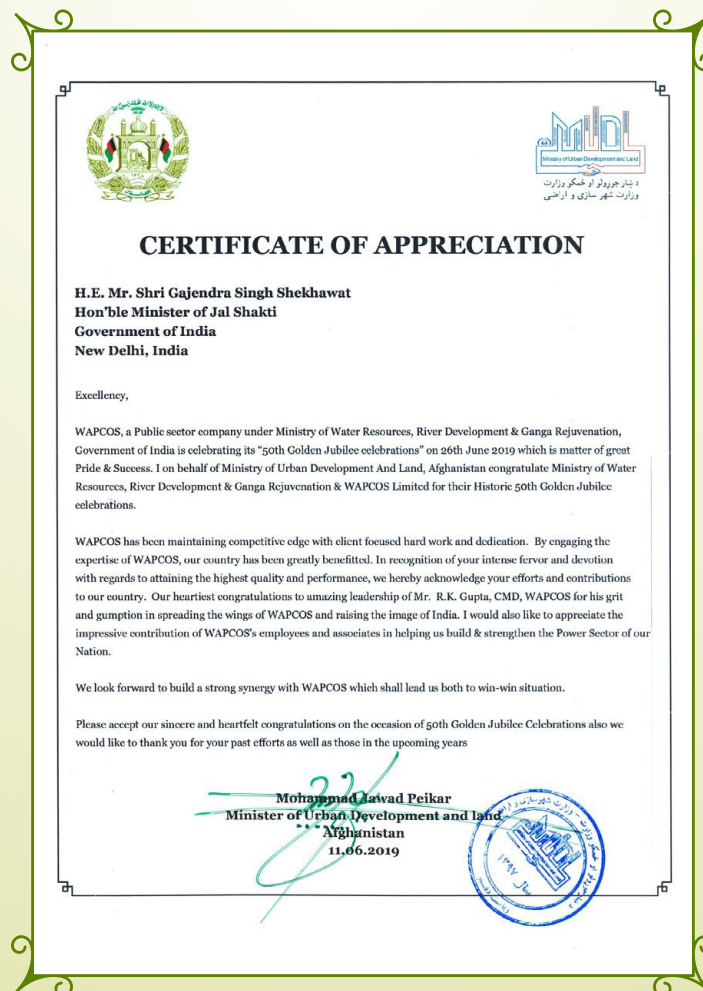 Ministry of Urban Development and Land
د ښار جوړولو او ځمکو وزارت
وزارت شهر سازی و اراضی
CERTIFICATE OF APPRECIATION
H.E. Mr. Shri Gajendra Singh Shekhawat
Hon'ble Minister of Jal Shakti
Government of India
New Delhi, India
Excellency,
WAPCOS, a Public sector company under Ministry of Water Resources, River Development & Ganga Rejuvenation,
Government of India is celebrating its "50th Golden Jubilee celebrations" on 26th June 2019 which is matter of great
Pride & Success. I on behalf of Ministry of Urban Development And Land, Afghanistan congratulate Ministry of Water
Resources, River Development & Ganga Rejuvenation & WAPCOS Limited for their Historic 50th Golden Jubilee
celebrations.
WAPCOS has been maintaining competitive edge with client focused hard work and dedication. By engaging the
expertise of WAPCOS, our country has been greatly benefitted. In recognition of your intense fervor and devotion
with regards to attaining the highest quality and performance, we hereby acknowledge your efforts and contributions
to our country. Our heartiest congratulations to amazing leadership of Mr. R.K. Gupta, CMD, WAPCOS for his grit
and gumption in spreading the wings of WAPCOS and raising the image of India. I would also like to appreciate the
impressive contribution of WAPCOS's employees and associates in helping us build & strengthen the Power Sector of our
Nation.
We look forward to build a strong synergy with WAPCOS which shall lead us both to win-win situation.
Please accept our sincere and heartfelt congratulations on the occasion of 50th Golden Jubilee Celebrations also we
would like to thank you for your past efforts as well as those in the upcoming years
Mohammad Jawad Peikar
Minister of Urban Development and land
Afghanistan
11.06.2019